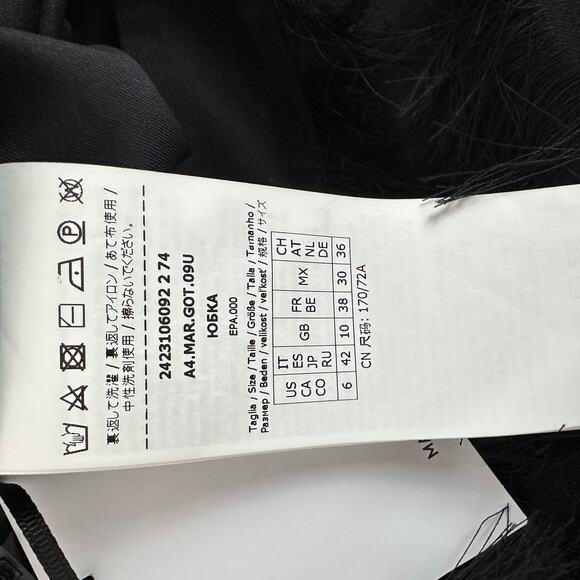 裏返して洗濯 / 裏返してアイロン / あて布使用 /
中性洗剤使用 / 擦らないでください。
2423106092 2 74
A4.MAR.GOT.09U
ЮБКА
EPA.000
Taglia / Size / Taille / Größe / Talla / Tamanho /
Размер / Beden / velikost / veľkosť / 规格 / サイズ
US IT GB FR MX CH
CA ES BE AT
CO JP NL
RU DE
6 42 10 38 30 36
CN 尺码: 170/72A